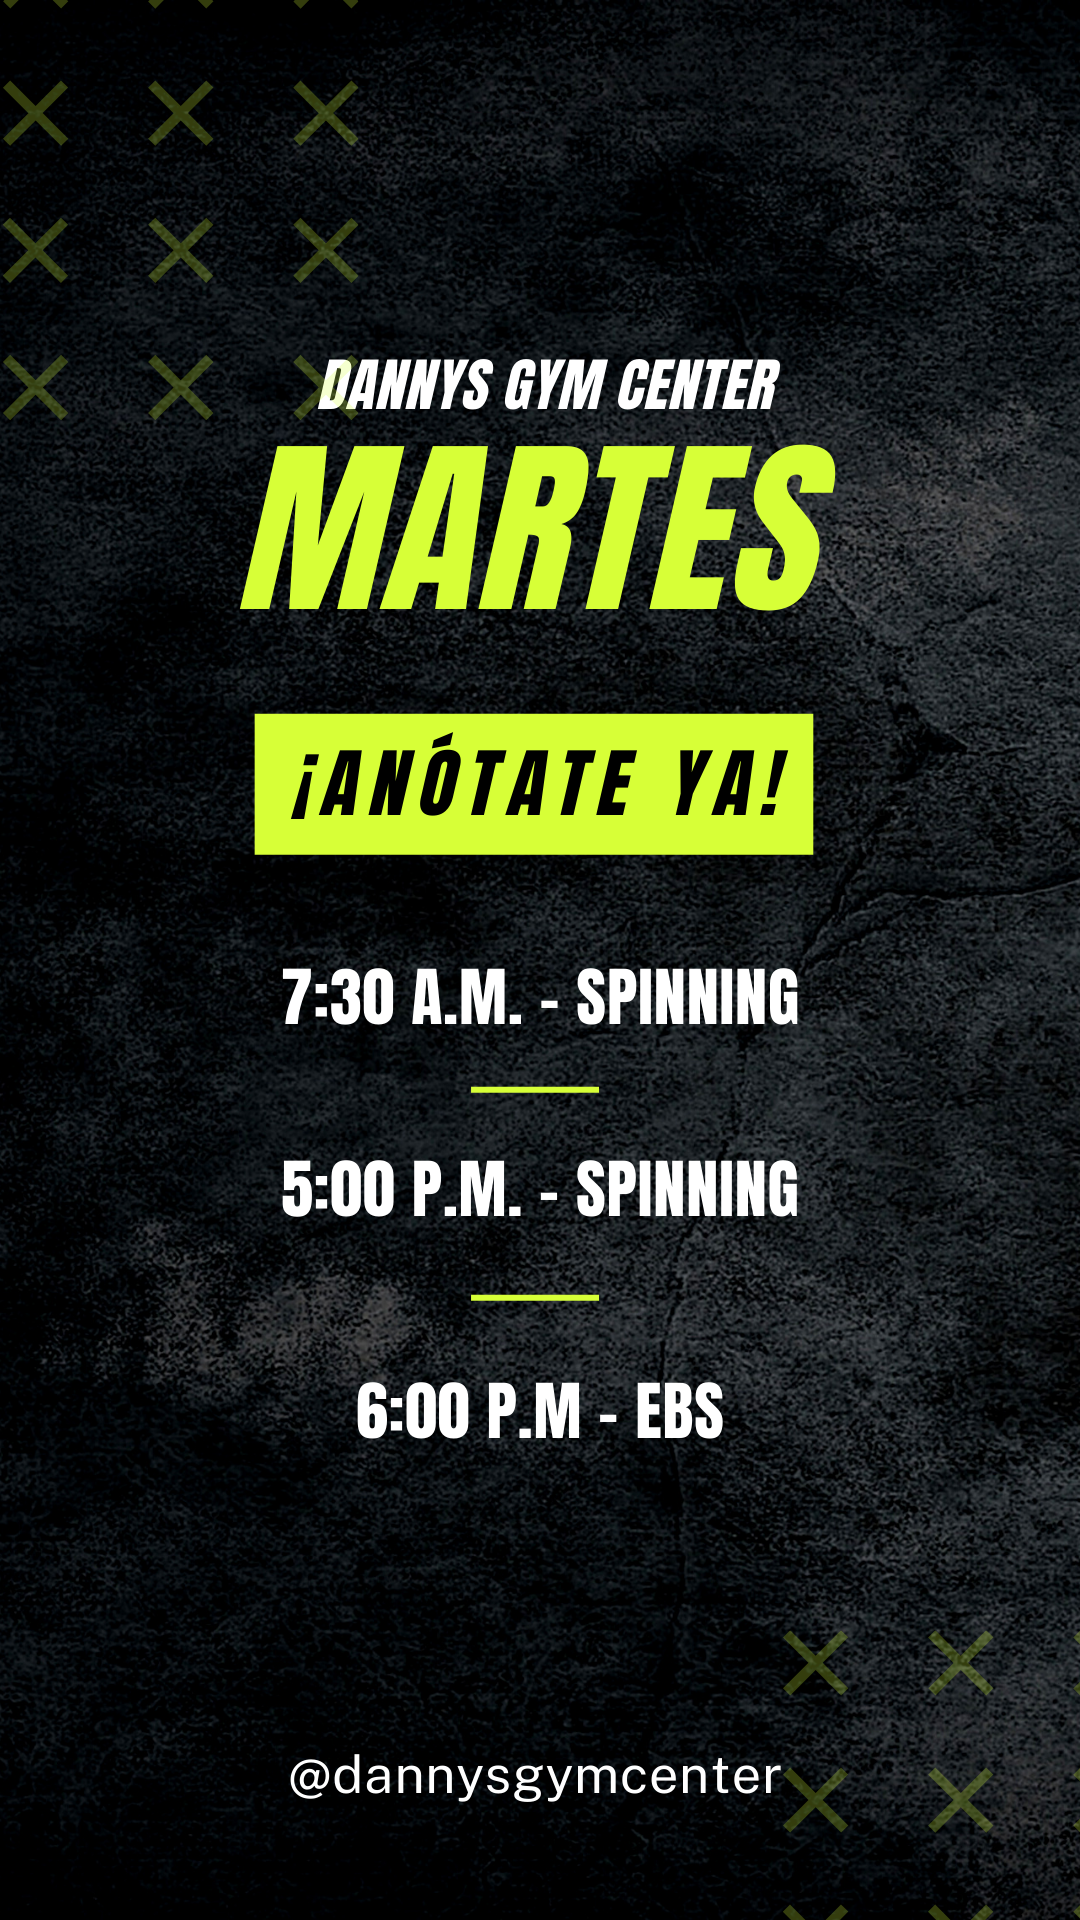 DANNYS GYM CENTER
MARTES
¡ANÓTATE YA!
7:30 A.M. - SPINNING
5:00 P.M. - SPINNING
6:00 P.M - EBS
@dannysgymcenter